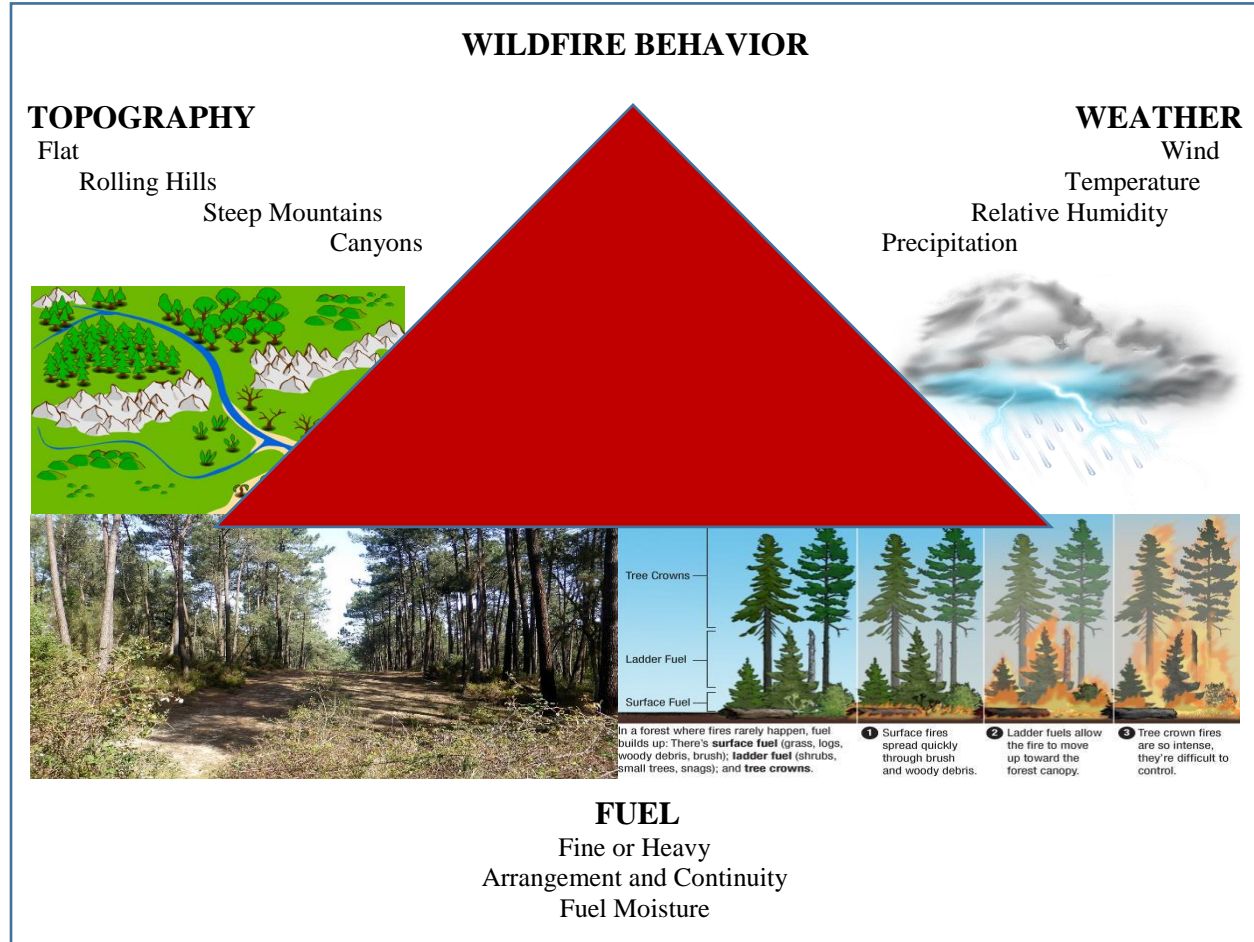 WILDFIRE BEHAVIOR
TOPOGRAPHY
Flat
Rolling Hills
Steep Mountains
Canyons
WEATHER
Wind
Temperature
Relative Humidity
Precipitation
Tree Crowns
Ladder Fuel
Surface Fuel
In a forest where fires rarely happen, fuel
builds up: There's surface fuel (grass, logs,
woody debris, brush); ladder fuel (shrubs,
small trees, snags); and tree crowns.
1 Surface fires
spread quickly
through brush
and woody debris.
2 Ladder fuels allow
the fire to move
up toward the
forest canopy.
3 Tree crown fires
are so intense,
they're difficult to
control.
FUEL
Fine or Heavy
Arrangement and Continuity
Fuel Moisture